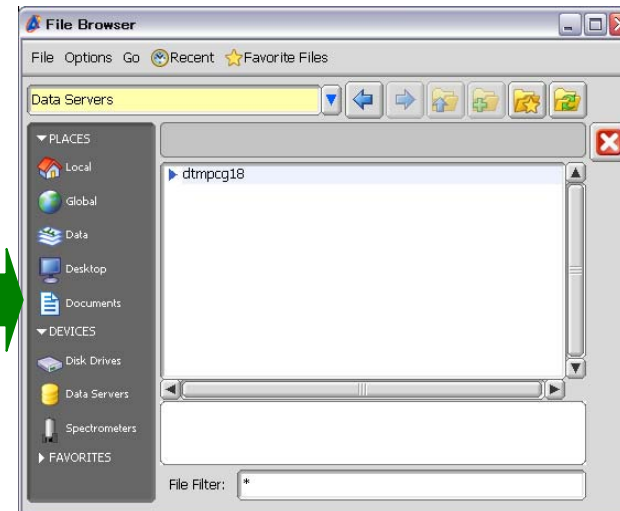 File Browser
File Options Go Recent Favorite Files
Data Servers
PLACES
Local
Global
Data
Desktop
Documents
DEVICES
Disk Drives
Data Servers
Spectrometers
FAVORITES
dtmpcg18
File Filter: *